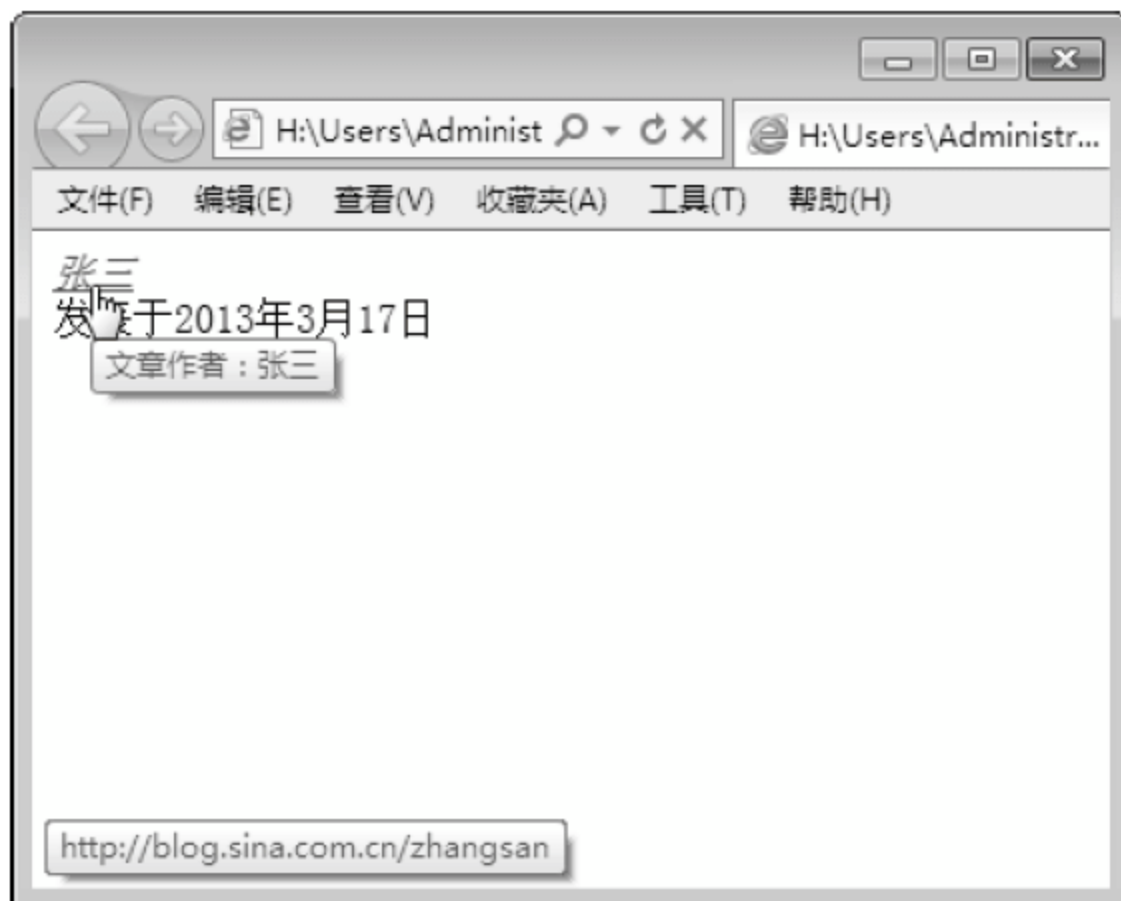 H:\Users\Administ
H:\Users\Administr...
文件(F) 编辑(E) 查看(V) 收藏夹(A) 工具(T) 帮助(H)
张三
发表于2013年3月17日
文章作者：张三
http://blog.sina.com.cn/zhangsan